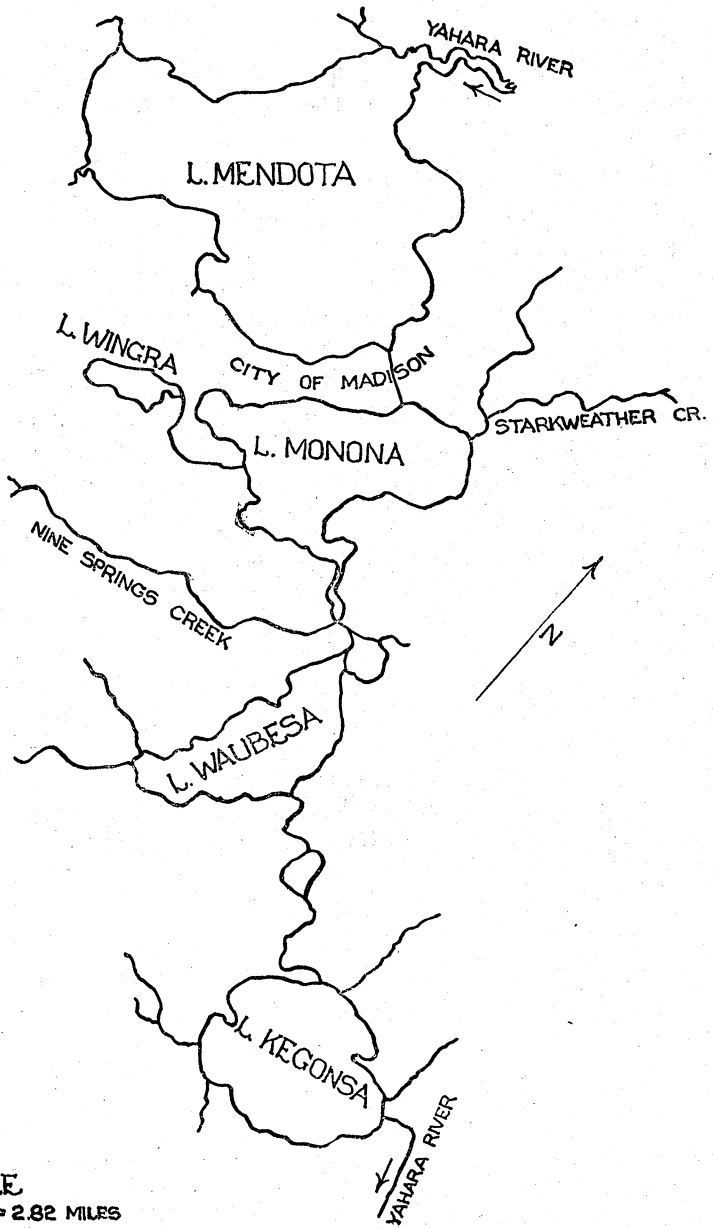 YAHARA RIVER
L. MENDOTA
L. WINGRA
CITY OF MADISON
STARKWEATHER CR.
L. MONONA
NINE SPRINGS CREEK
N
L. WAUBESA
L. KEGONSA
YAHARA RIVER
= 2.82 MILES